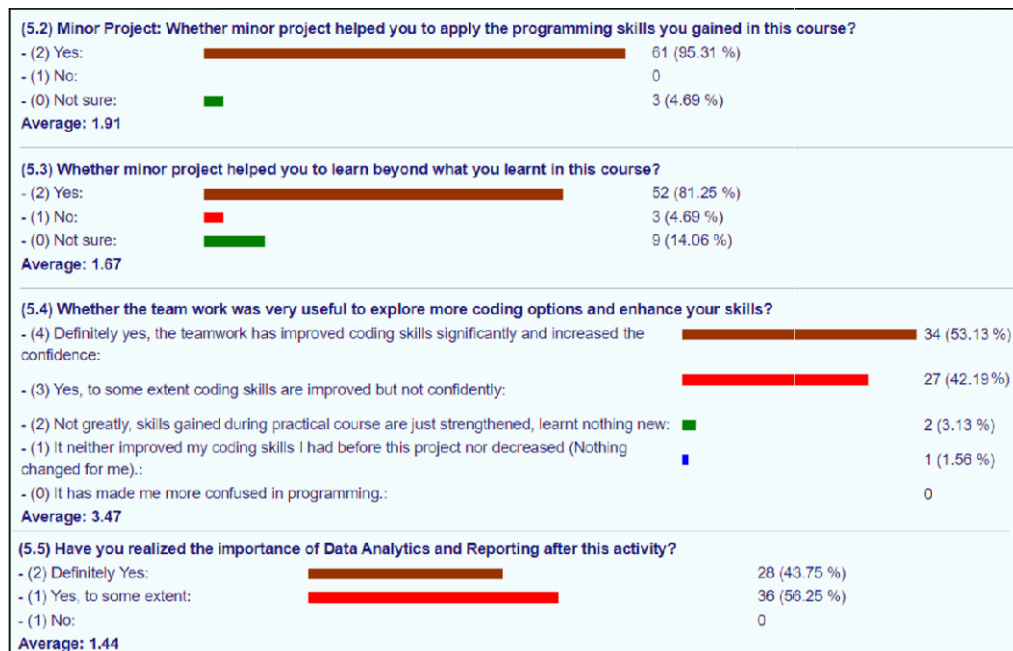 (5.2) Minor Project: Whether minor project helped you to apply the programming skills you gained in this course?
- (2) Yes: 61 (95.31 %)
- (1) No: 0
- (0) Not sure: 3 (4.69 %)
Average: 1.91
(5.3) Whether minor project helped you to learn beyond what you learnt in this course?
- (2) Yes: 52 (81.25 %)
- (1) No: 3 (4.69 %)
- (0) Not sure: 9 (14.06 %)
Average: 1.67
(5.4) Whether the team work was very useful to explore more coding options and enhance your skills?
- (4) Definitely yes, the teamwork has improved coding skills significantly and increased the 34 (53.13 %)
confidence:
- (3) Yes, to some extent coding skills are improved but not confidently: 27 (42.19 %)
- (2) Not greatly, skills gained during practical course are just strengthened, learnt nothing new: 2 (3.13 %)
- (1) It neither improved my coding skills I had before this project nor decreased (Nothing 1 (1.56 %)
changed for me).:
- (0) It has made me more confused in programming.: 0
Average: 3.47
(5.5) Have you realized the importance of Data Analytics and Reporting after this activity?
- (2) Definitely Yes: 28 (43.75 %)
- (1) Yes, to some extent: 36 (56.25 %)
- (1) No: 0
Average: 1.44